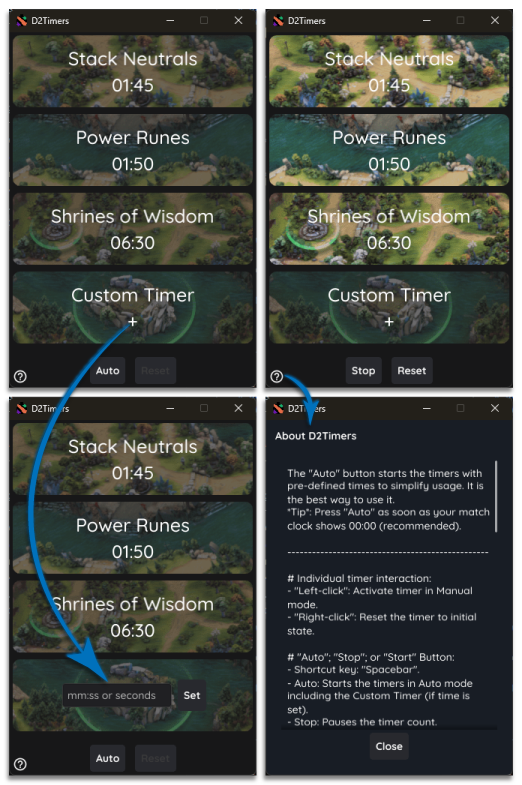 D2Timers
Stack Neutrals
01:45
Power Runes
01:50
Shrines of Wisdom
06:30
Custom Timer
+
Auto
Reset
D2Timers
Stack Neutrals
01:45
Power Runes
01:50
Shrines of Wisdom
06:30
Custom Timer
+
Stop
Reset
D2Timers
Stack Neutrals
01:45
Power Runes
01:50
Shrines of Wisdom
06:30
mm:ss or seconds
Set
Auto
Reset
D2Timers
About D2Timers
The "Auto" button starts the timers with
pre-defined times to simplify usage. It is
the best way to use it.
*Tip*: Press "Auto" as soon as your match
clock shows 00:00 (recommended).
--------------------------------------------------
# Individual timer interaction:
- "Left-click": Activate timer in Manual
mode.
- "Right-click": Reset the timer to initial
state.
# "Auto"; "Stop"; or "Start" Button:
- Shortcut key: "Spacebar".
- Auto: Starts the timers in Auto mode
including the Custom Timer (if time is
set).
- Stop: Pauses the timer count.
Close